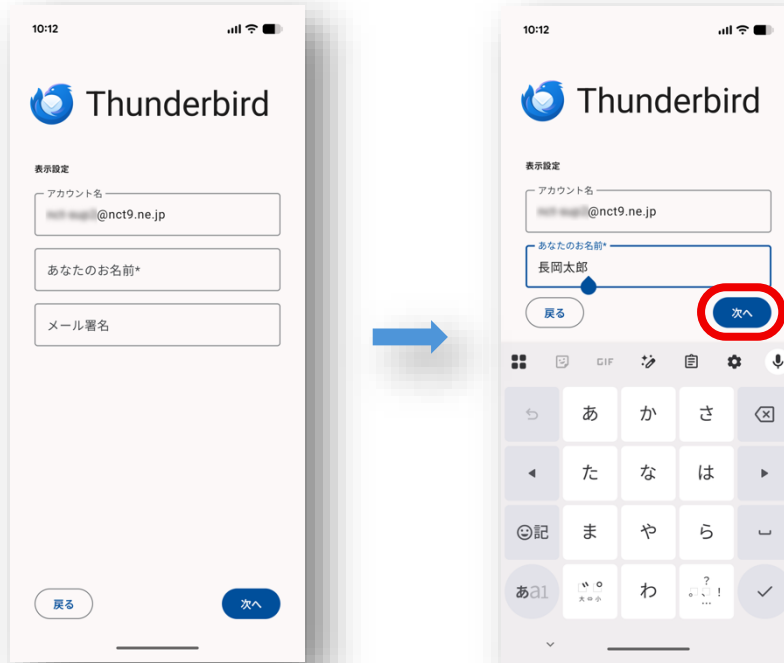 10:12
Thunderbird
表示設定
アカウント名
@nct9.ne.jp
あなたのお名前*
メール署名
戻る
次へ
10:12
Thunderbird
表示設定
アカウント名
@nct9.ne.jp
あなたのお名前*
長岡太郎
戻る
次へ
GIF
あ
か
さ
た
な
は
記
ま
や
ら
あa1
大⇔小
わ
。、?!…